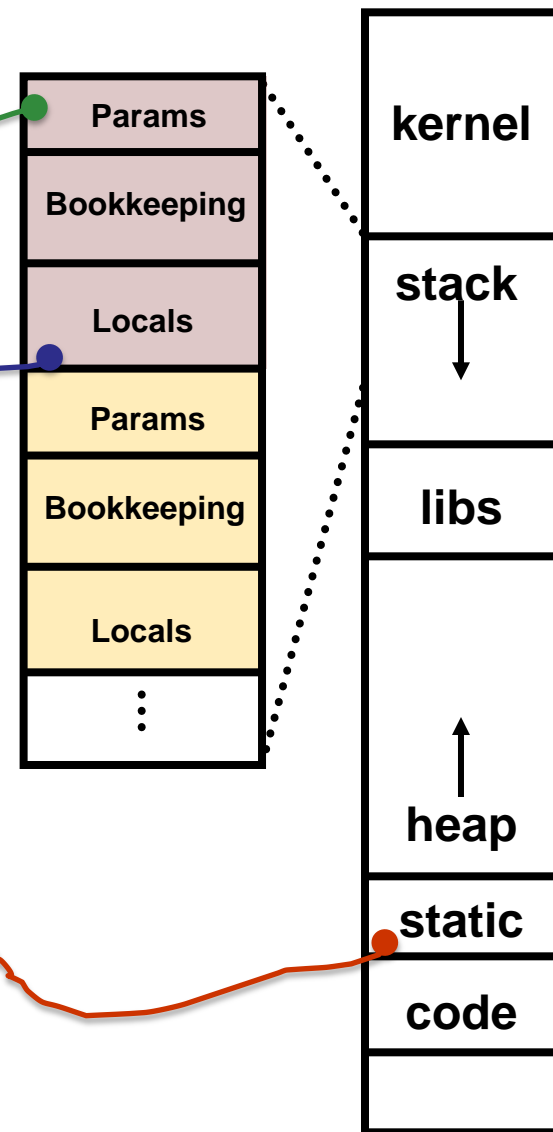 Params
Bookkeeping
Locals
Params
Bookkeeping
Locals
kernel
stack
libs
heap
static
code